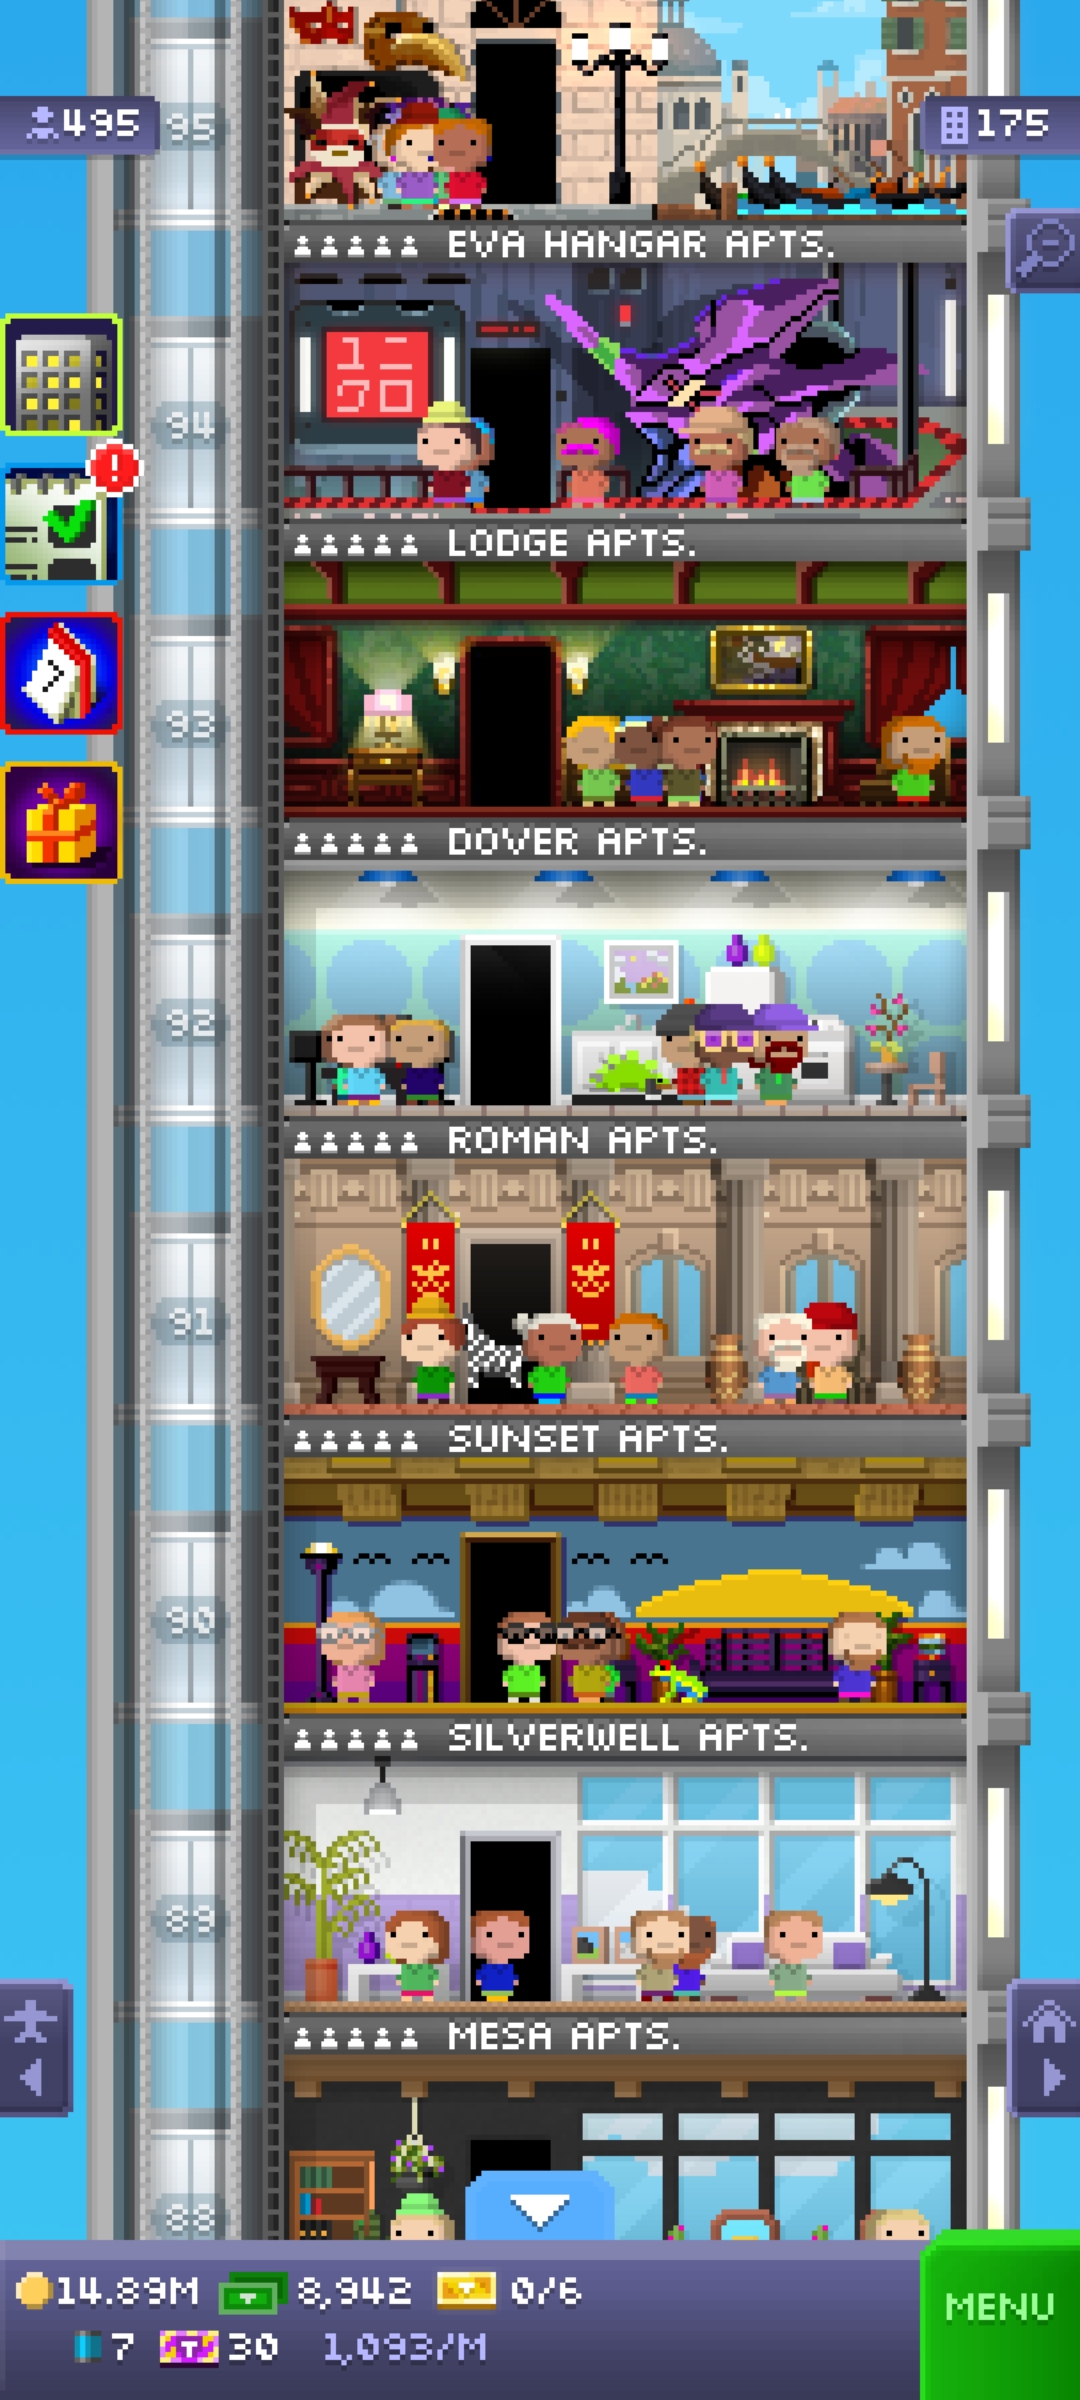 495
95
175
EVA HANGAR APTS.
94
LODGE APTS.
7
93
DOVER APTS.
92
ROMAN APTS.
91
SUNSET APTS.
90
SILVERWELL APTS.
89
MESA APTS.
88
14.89M 8,942 0/6
7 T 30 1,093/M
MENU